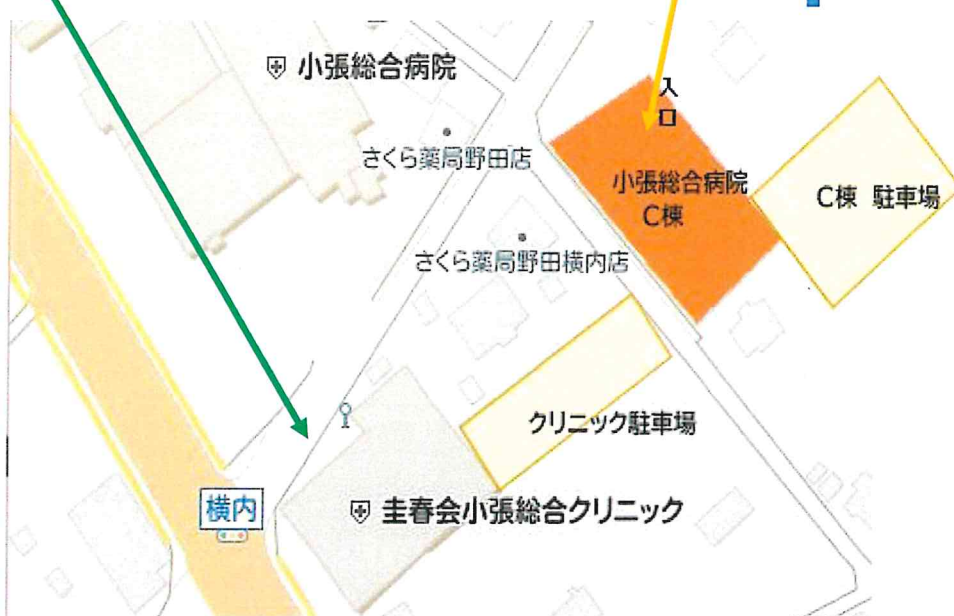 小張総合病院
入口
さくら薬局野田店
小張総合病院
C棟
C棟 駐車場
さくら薬局野田横内店
クリニック駐車場
横内
圭春会小張総合クリニック